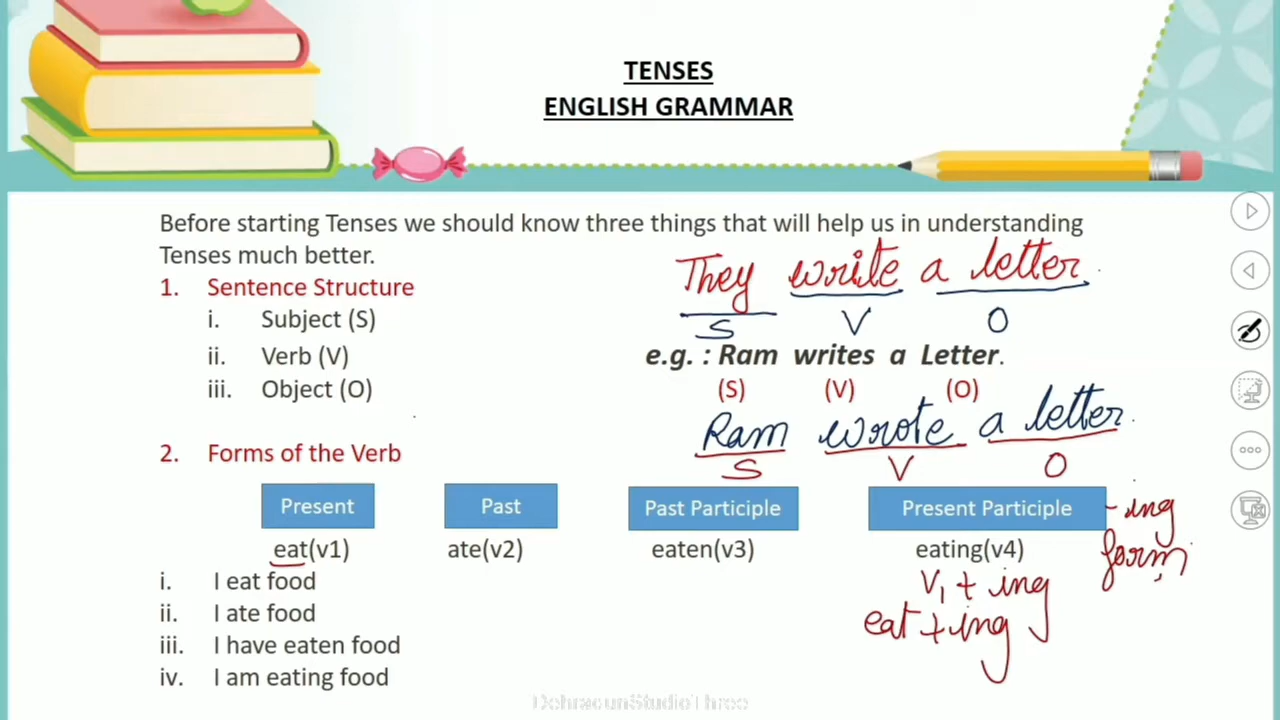 TENSES
ENGLISH GRAMMAR
Before starting Tenses we should know three things that will help us in understanding
Tenses much better.
They write a letter.
1. Sentence Structure
i. Subject (S)
S V O
ii. Verb (V)
e.g. : Ram writes a Letter.
iii. Object (O)
(S) (V) (O)
Ram wrote a letter.
S V O
2. Forms of the Verb
Present Past Past Participle Present Participle - ing
form
eat(v1) ate(v2) eaten(v3) eating(v4)
i. I eat food
V1 + ing
ii. I ate food
eat + ing
iii. I have eaten food
iv. I am eating food
DehradunStudioThree